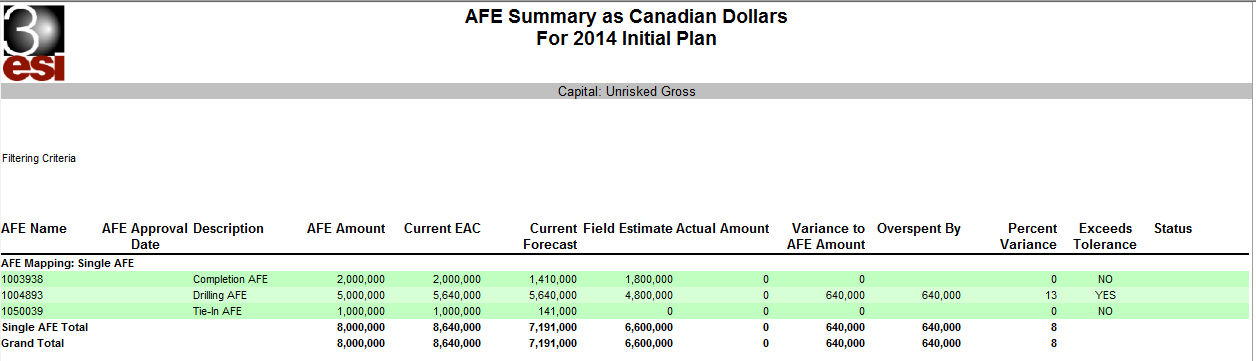 3
esi
AFE Summary as Canadian Dollars
For 2014 Initial Plan
Capital: Unrisked Gross
Filtering Criteria
AFE Name AFE Approval Date Description AFE Amount Current EAC Current Forecast Field Estimate Actual Amount Variance to AFE Amount Overspent By Percent Variance Exceeds Tolerance Status
AFE Mapping: Single AFE
1003938 Completion AFE 2,000,000 2,000,000 1,410,000 1,800,000 0 0 0 NO
1004893 Drilling AFE 5,000,000 5,640,000 5,640,000 4,800,000 0 640,000 640,000 13 YES
1050039 Tie-In AFE 1,000,000 1,000,000 141,000 0 0 0 0 NO
Single AFE Total 8,000,000 8,640,000 7,191,000 6,600,000 0 640,000 640,000 8
Grand Total 8,000,000 8,640,000 7,191,000 6,600,000 0 640,000 640,000 8